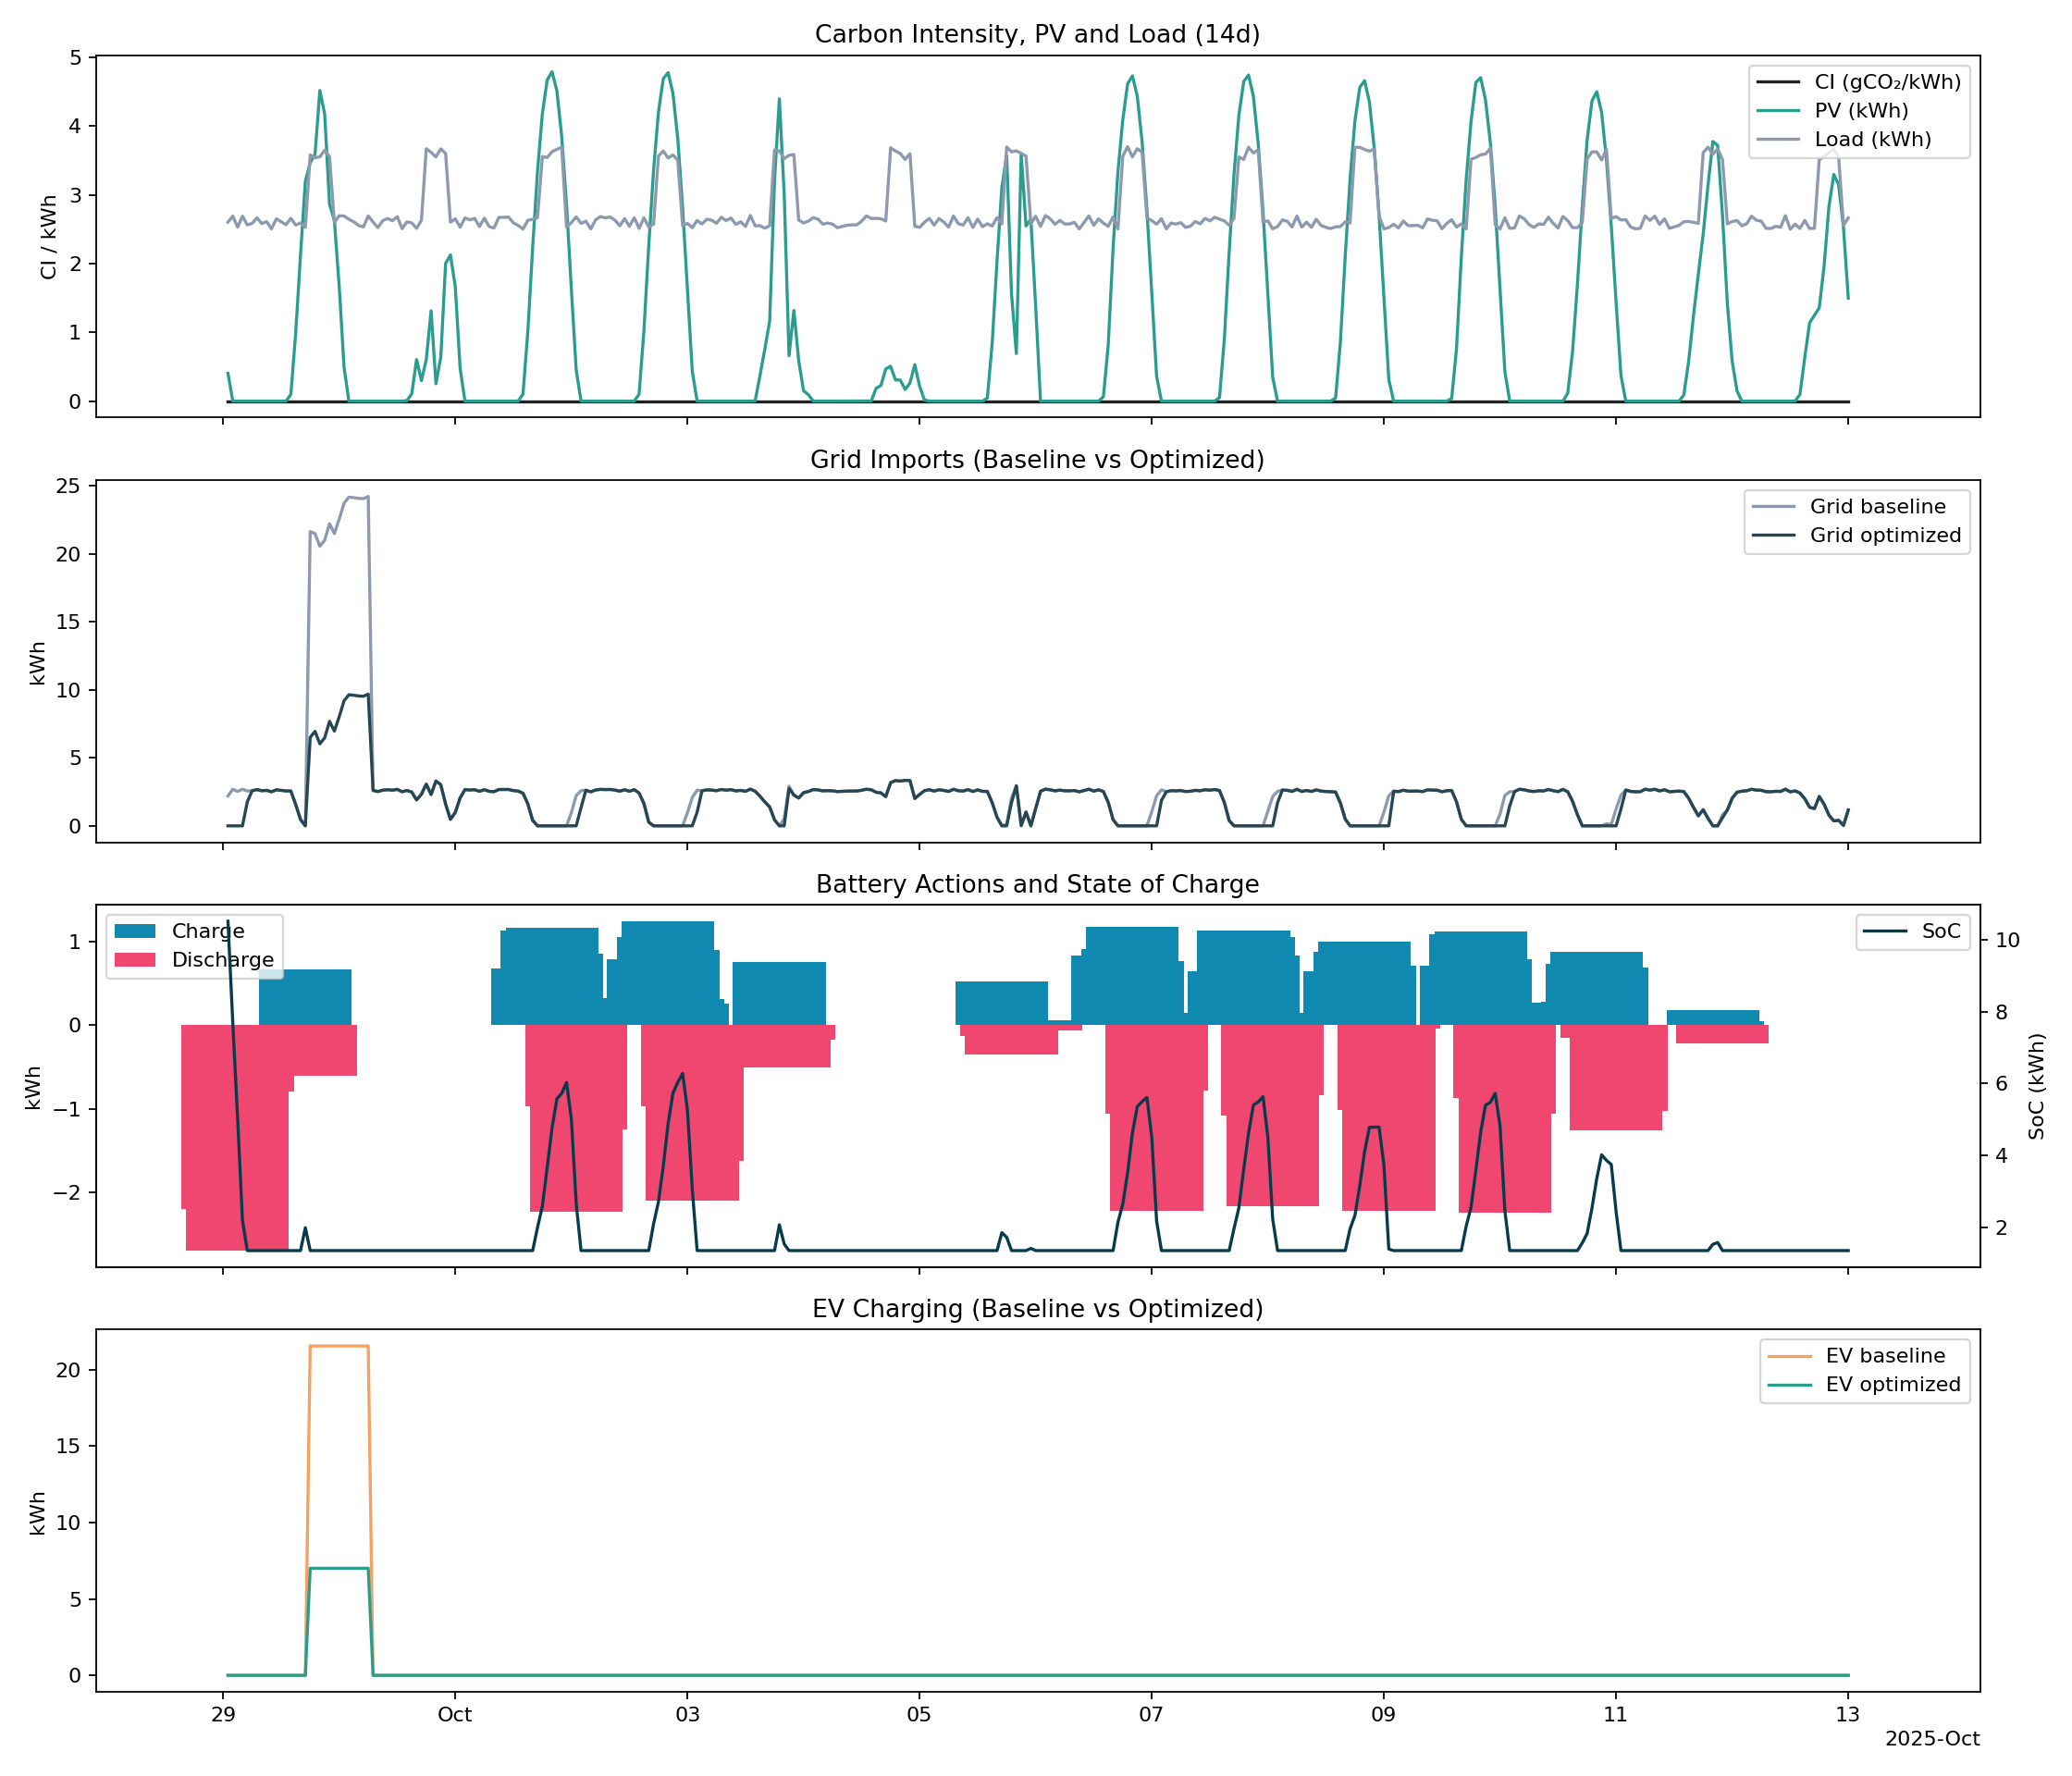 Carbon Intensity, PV and Load (14d)
5
4
3
2
1
0
CI / kWh
CI (gCO₂/kWh)
PV (kWh)
Load (kWh)
Grid Imports (Baseline vs Optimized)
25
20
15
10
5
0
kWh
Grid baseline
Grid optimized
Battery Actions and State of Charge
1
0
−1
−2
kWh
Charge
Discharge
SoC
10
8
6
4
2
SoC (kWh)
EV Charging (Baseline vs Optimized)
20
15
10
5
0
kWh
EV baseline
EV optimized
29
Oct
03
05
07
09
11
13
2025-Oct